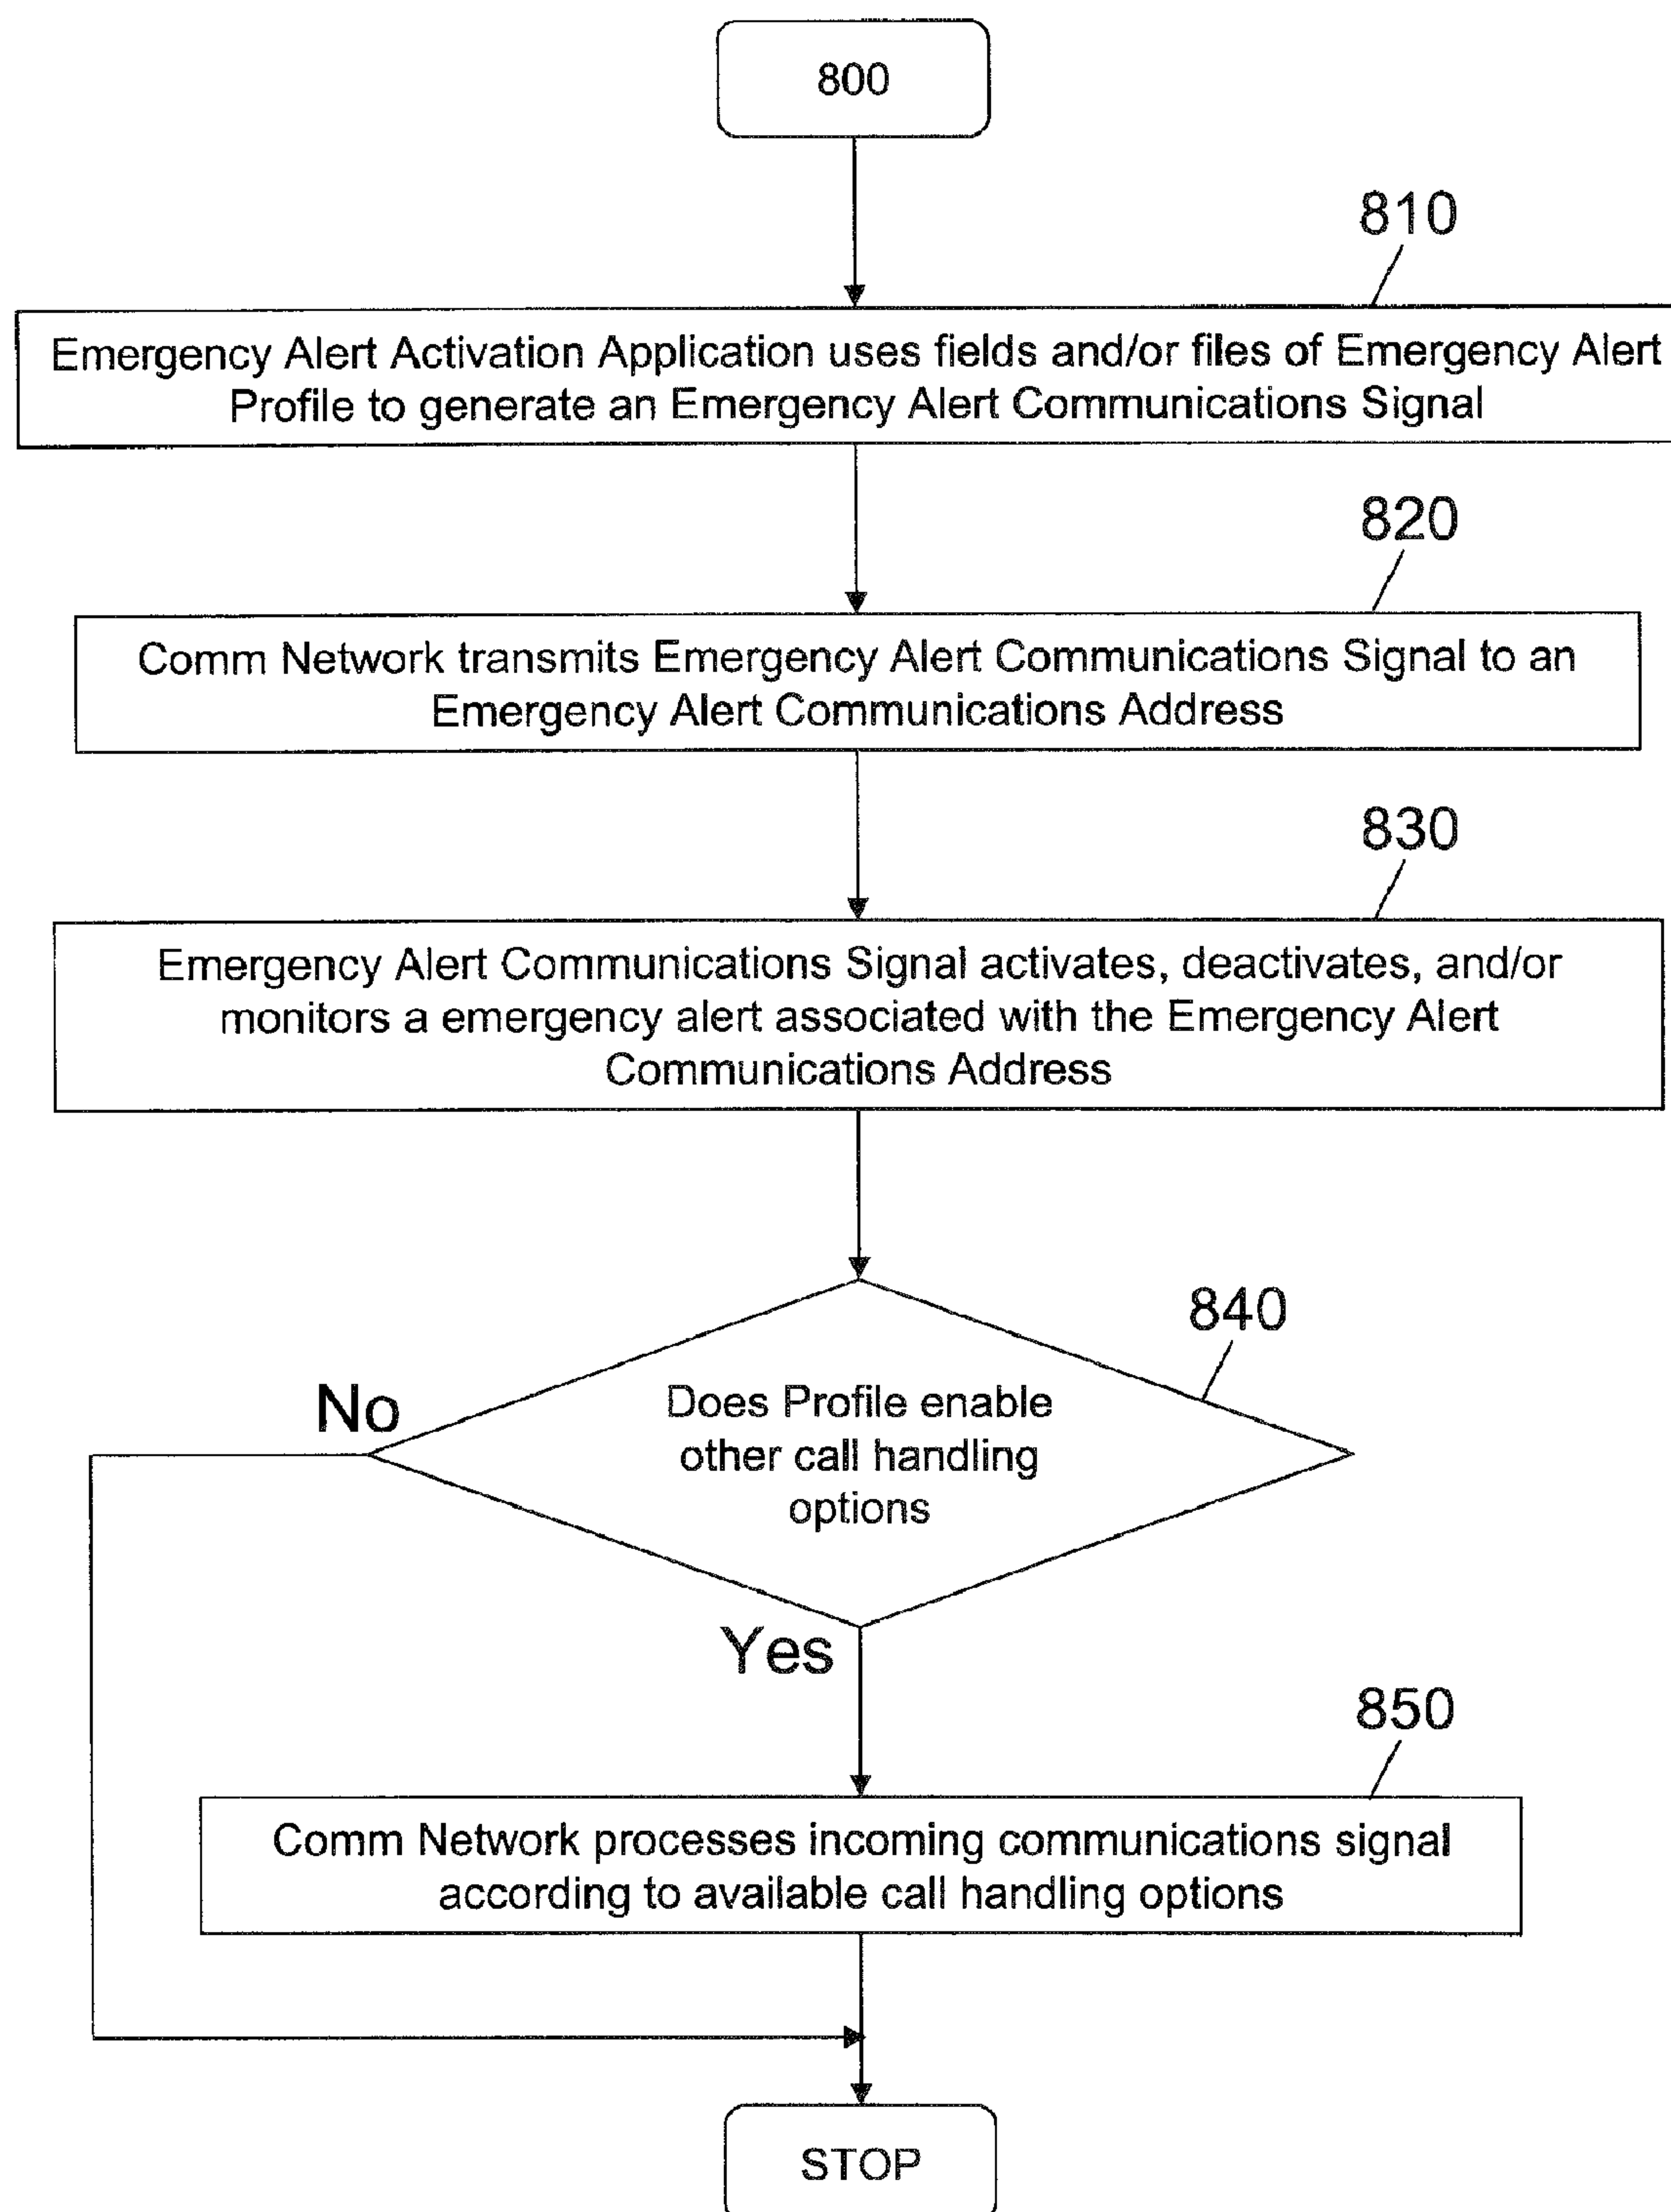 800
810
Emergency Alert Activation Application uses fields and/or files of Emergency Alert
Profile to generate an Emergency Alert Communications Signal
820
Comm Network transmits Emergency Alert Communications Signal to an
Emergency Alert Communications Address
830
Emergency Alert Communications Signal activates, deactivates, and/or
monitors a emergency alert associated with the Emergency Alert
Communications Address
840
Does Profile enable
other call handling
options
No
Yes
850
Comm Network processes incoming communications signal
according to available call handling options
STOP